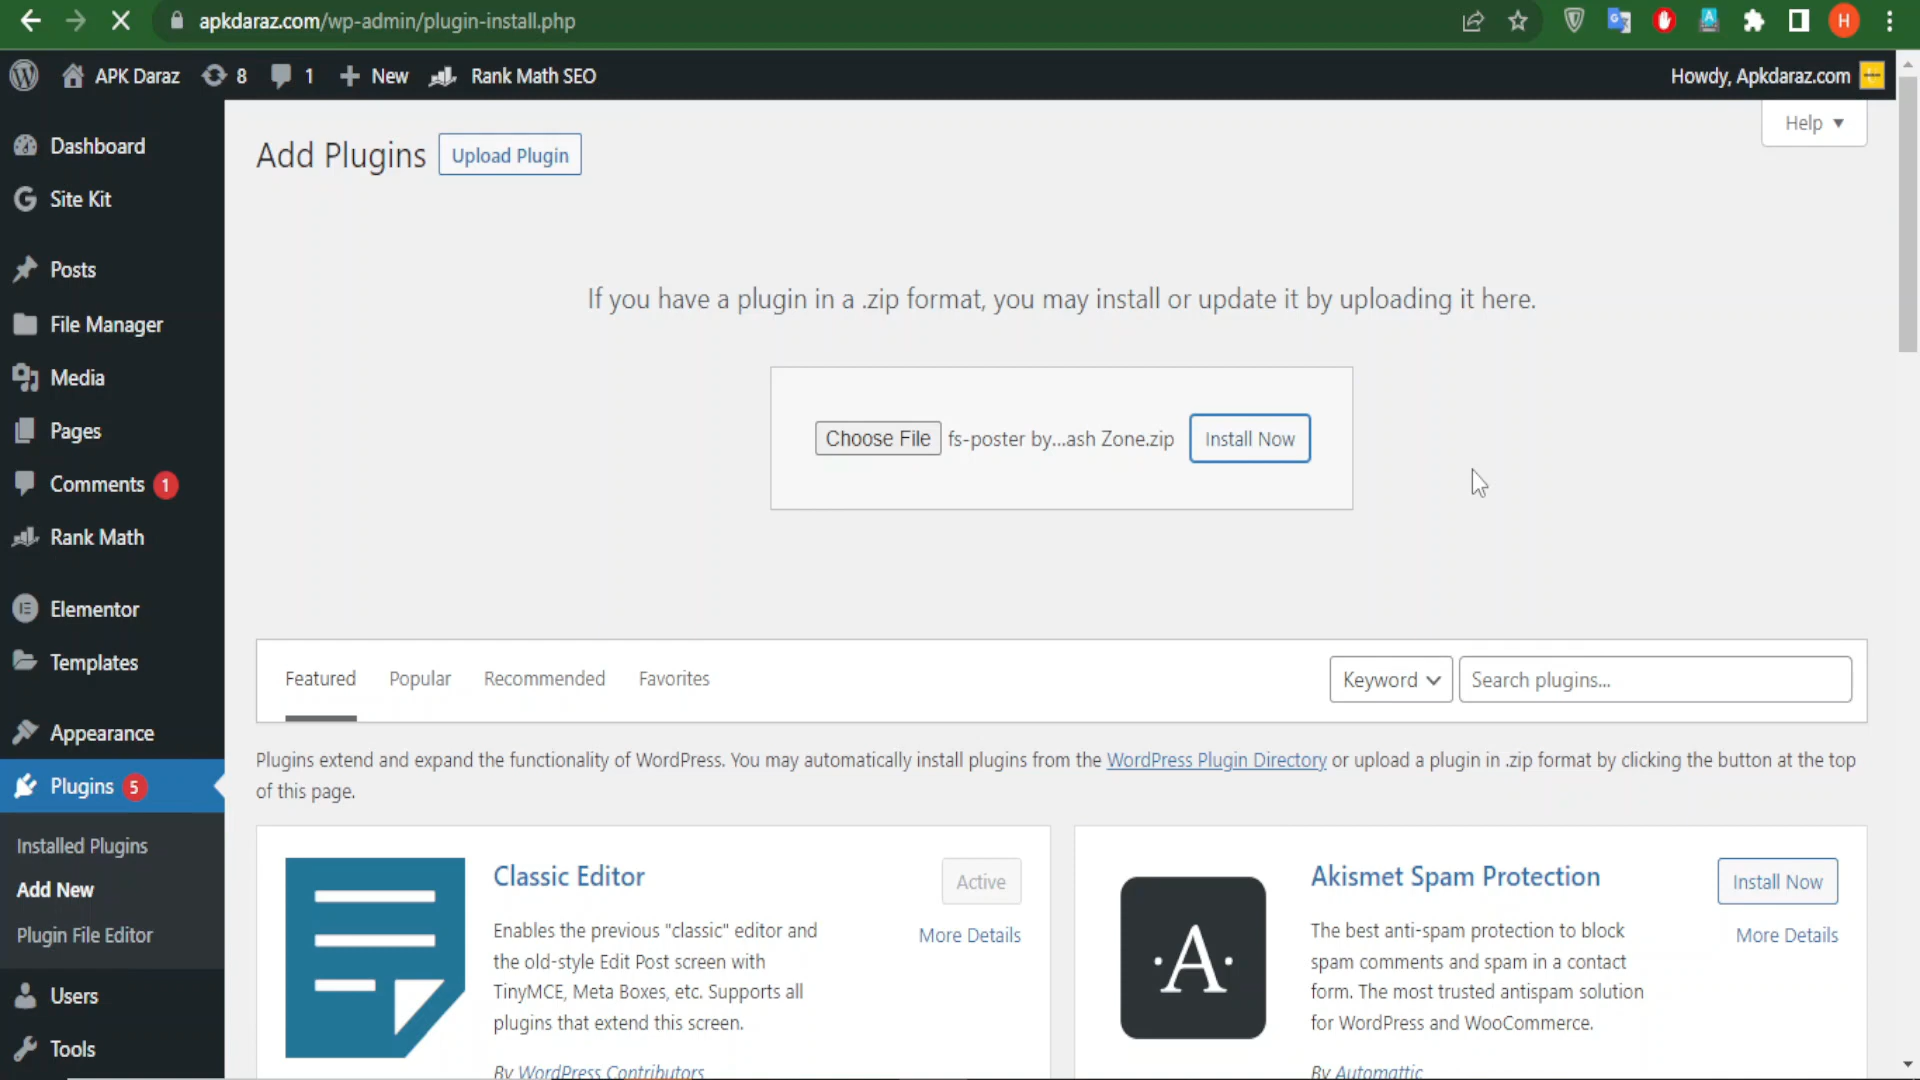 apkdaraz.com/wp-admin/plugin-install.php
H
APK Daraz 8 1 New Rank Math SEO
Howdy, Apkdaraz.com
Help
Dashboard
Site Kit
Posts
File Manager
Media
Pages
Comments 1
Rank Math
Elementor
Templates
Appearance
Plugins 5
Installed Plugins
Add New
Plugin File Editor
Users
Tools
Add Plugins Upload Plugin
If you have a plugin in a .zip format, you may install or update it by uploading it here.
Choose File fs-poster by...ash Zone.zip Install Now
Featured Popular Recommended Favorites Keyword Search plugins...
Plugins extend and expand the functionality of WordPress. You may automatically install plugins from the WordPress Plugin Directory or upload a plugin in .zip format by clicking the button at the top
of this page.
Classic Editor
Active
More Details
Enables the previous "classic" editor and
the old-style Edit Post screen with
TinyMCE, Meta Boxes, etc. Supports all
plugins that extend this screen.
By WordPress Contributors
·A·
Akismet Spam Protection
Install Now
More Details
The best anti-spam protection to block
spam comments and spam in a contact
form. The most trusted antispam solution
for WordPress and WooCommerce.
By Automattic